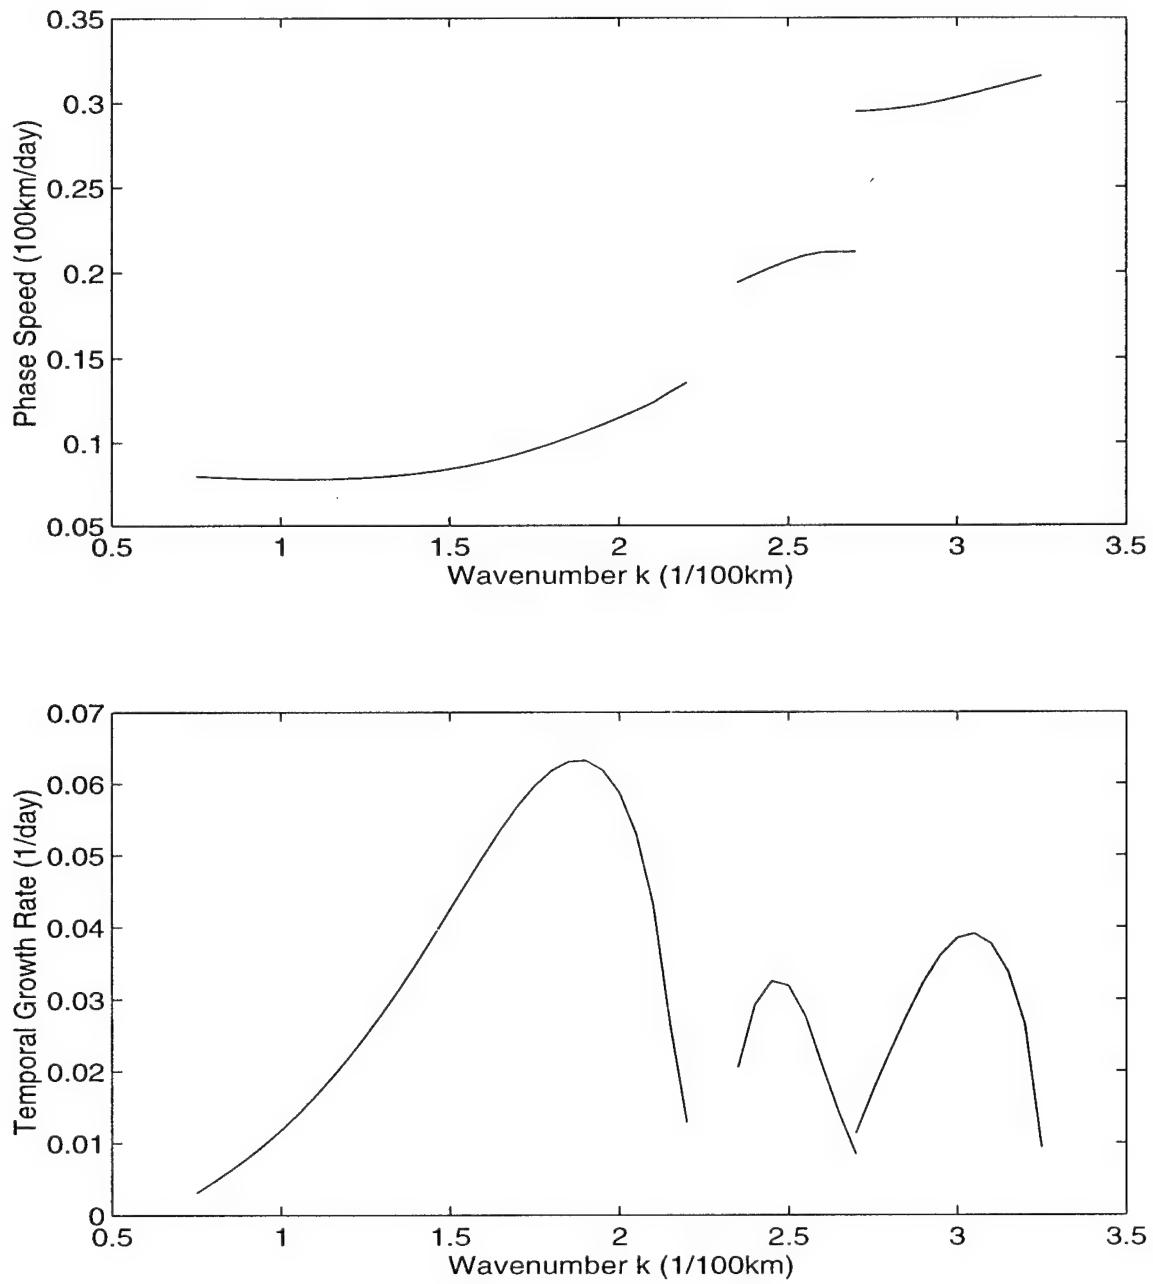 0.35
0.3
0.25
0.2
0.15
0.1
0.05
Phase Speed (100km/day)
0.5 1 1.5 2 2.5 3 3.5
Wavenumber k (1/100km)
0.07
0.06
0.05
0.04
0.03
0.02
0.01
0
Temporal Growth Rate (1/day)
0.5 1 1.5 2 2.5 3 3.5
Wavenumber k (1/100km)